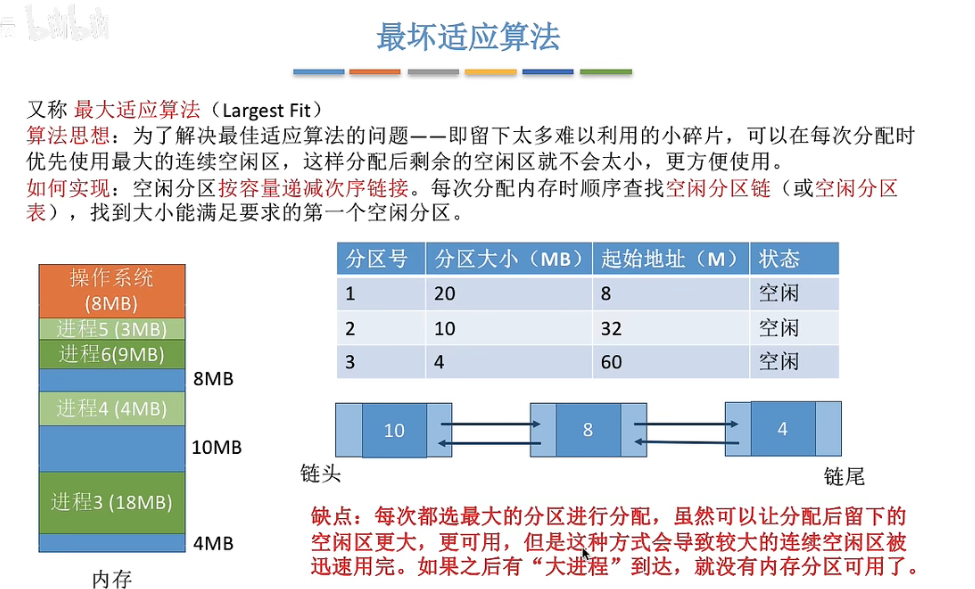 bilibili
最坏适应算法
又称 最大适应算法（Largest Fit）
算法思想：为了解决最佳适应算法的问题——即留下太多难以利用的小碎片，可以在每次分配时
优先使用最大的连续空闲区，这样分配后剩余的空闲区就不会太小，更方便使用。
如何实现：空闲分区按容量递减次序链接。每次分配内存时顺序查找空闲分区链（或空闲分区
表），找到大小能满足要求的第一个空闲分区。
操作系统
(8MB)
进程5 (3MB)
进程6(9MB)
8MB
进程4 (4MB)
10MB
进程3 (18MB)
4MB
内存
分区号 分区大小（MB） 起始地址（M） 状态
1 20 8 空闲
2 10 32 空闲
3 4 60 空闲
10 8 4
链头 链尾
缺点：每次都选最大的分区进行分配，虽然可以让分配后留下的
空闲区更大，更可用，但是这种方式会导致较大的连续空闲区被
迅速用完。如果之后有“大进程”到达，就没有内存分区可用了。